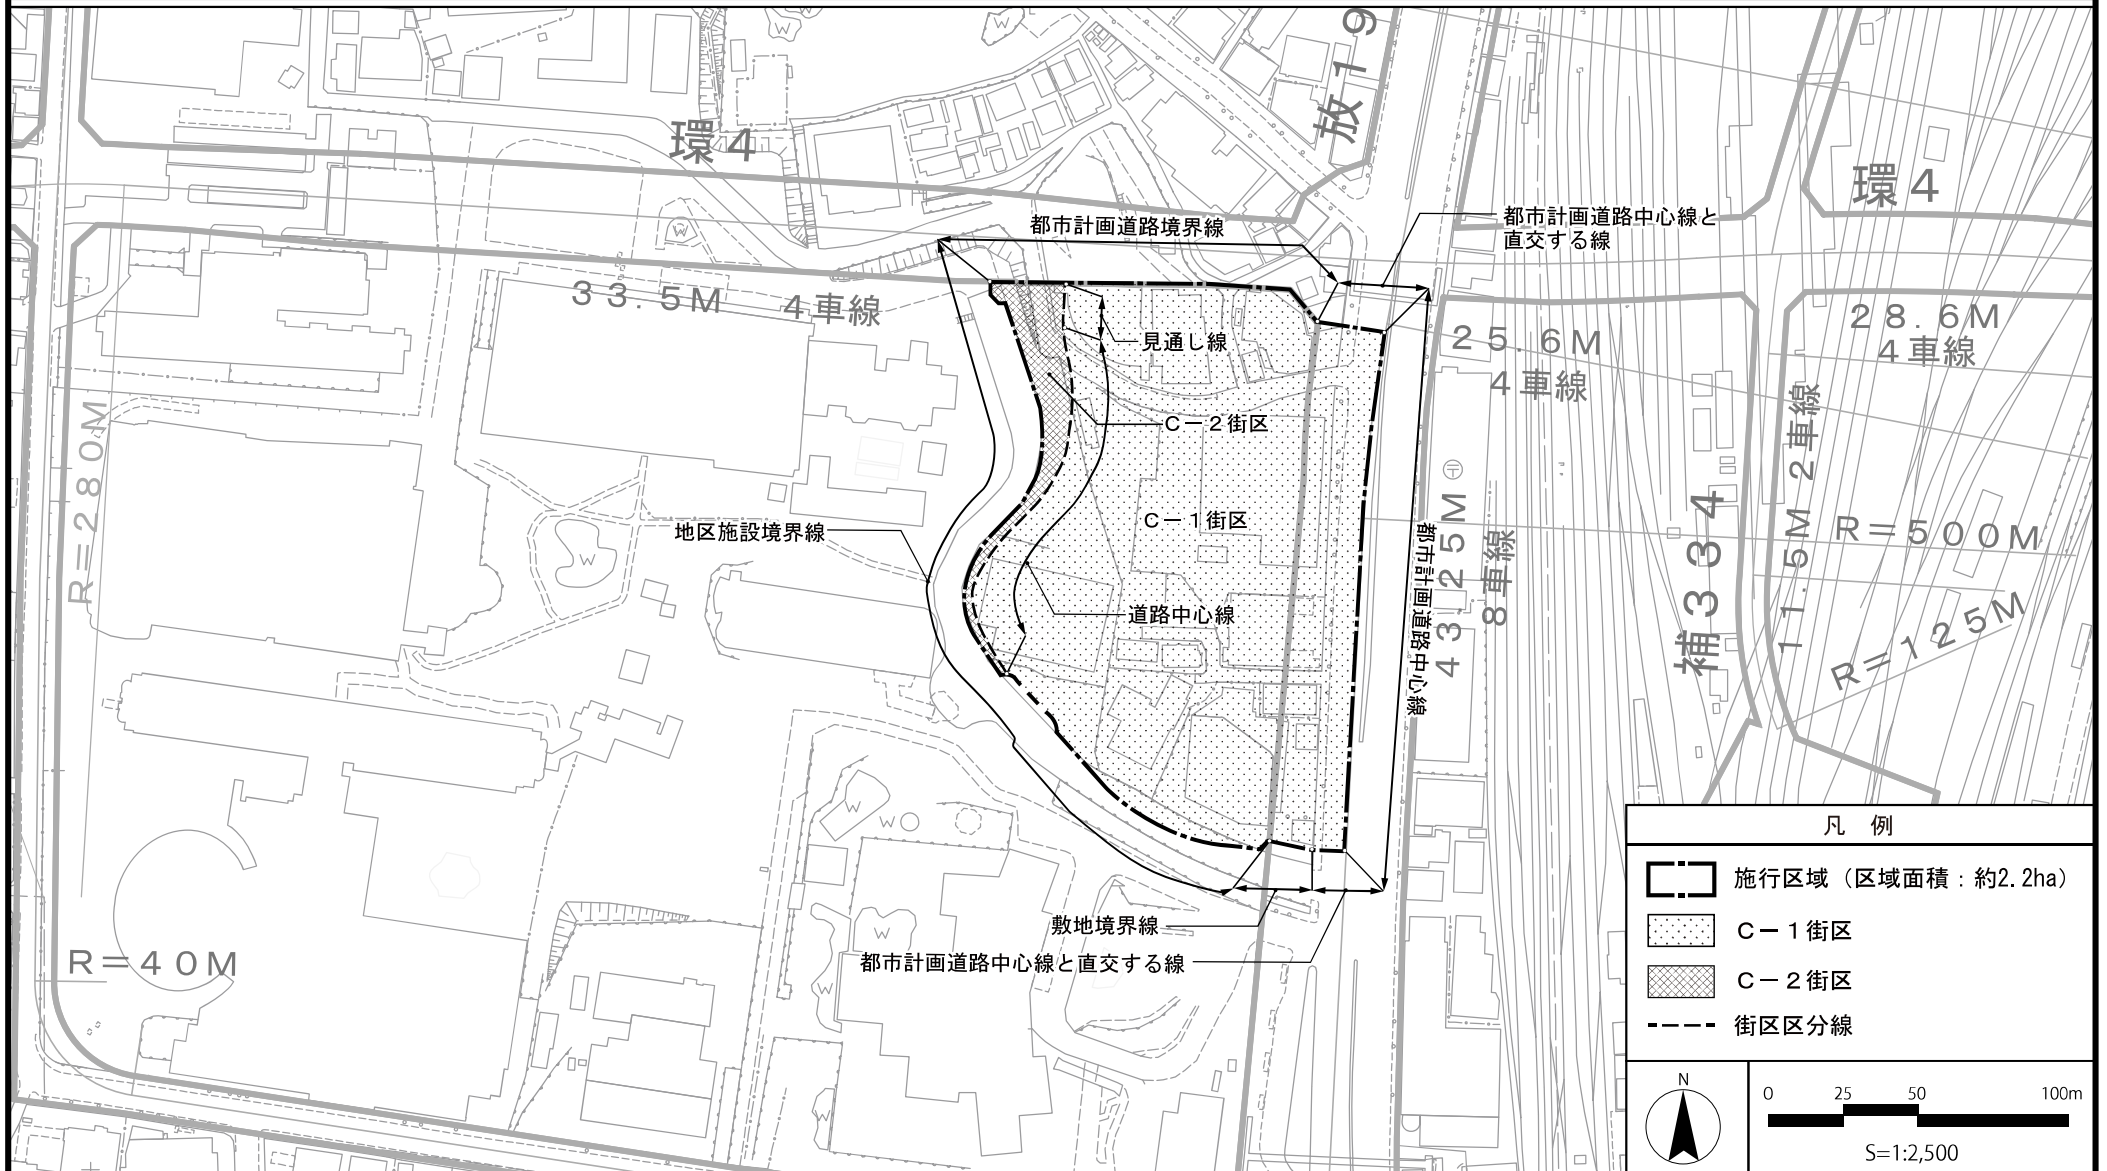 放19
環4
環4
都市計画道路境界線
都市計画道路中心線と
直交する線
33.5M 4車線
見通し線
25.6M
4車線
28.6M
4車線
C－2街区
R＝280M
C－1街区
地区施設境界線
道路中心線
都市計画道路中心線
43.25M
8車線
補334
11.5M 2車線
R＝500M
R＝125M
敷地境界線
都市計画道路中心線と直交する線
R＝40M
凡 例
施行区域（区域面積：約2.2ha）
C－1街区
C－2街区
街区区分線
N
0 25 50 100m
S=1:2,500